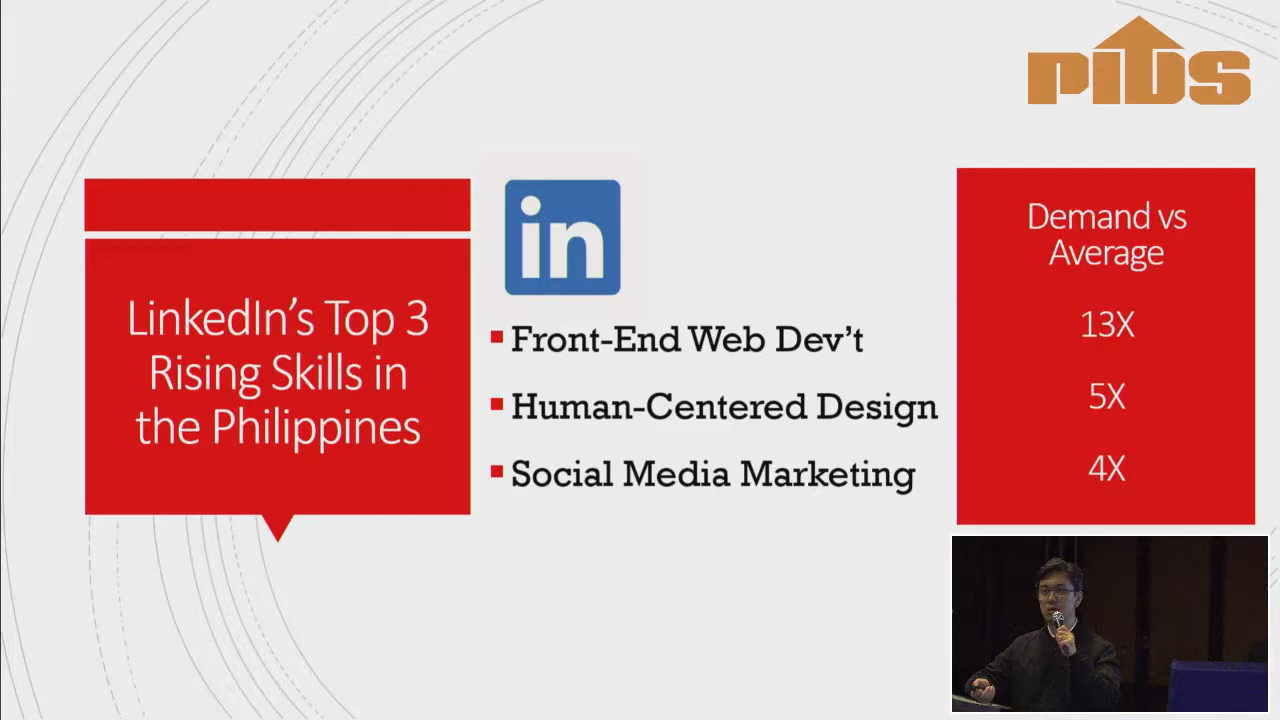 PIDS
LinkedIn’s Top 3
Rising Skills in
the Philippines
in
Front-End Web Dev’t
Human-Centered Design
Social Media Marketing
Demand vs
Average
13X
5X
4X